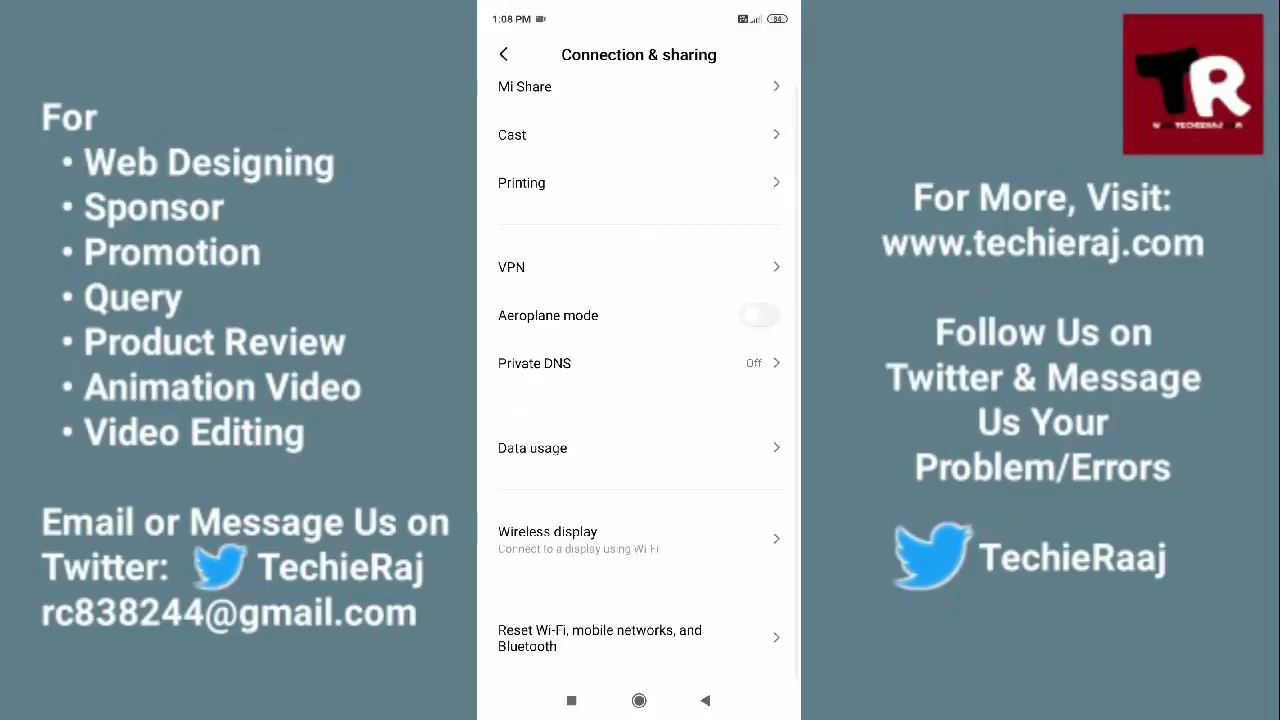 For
• Web Designing
• Sponsor
• Promotion
• Query
• Product Review
• Animation Video
• Video Editing
Email or Message Us on
Twitter: TechieRaj
rc838244@gmail.com
1:08 PM
84
Connection & sharing
Mi Share
Cast
Printing
VPN
Aeroplane mode
Private DNS Off
Data usage
Wireless display
Connect to a display using Wi Fi
Reset Wi-Fi, mobile networks, and
Bluetooth
TR
For More, Visit:
www.techieraj.com
Follow Us on
Twitter & Message
Us Your
Problem/Errors
TechieRaaj